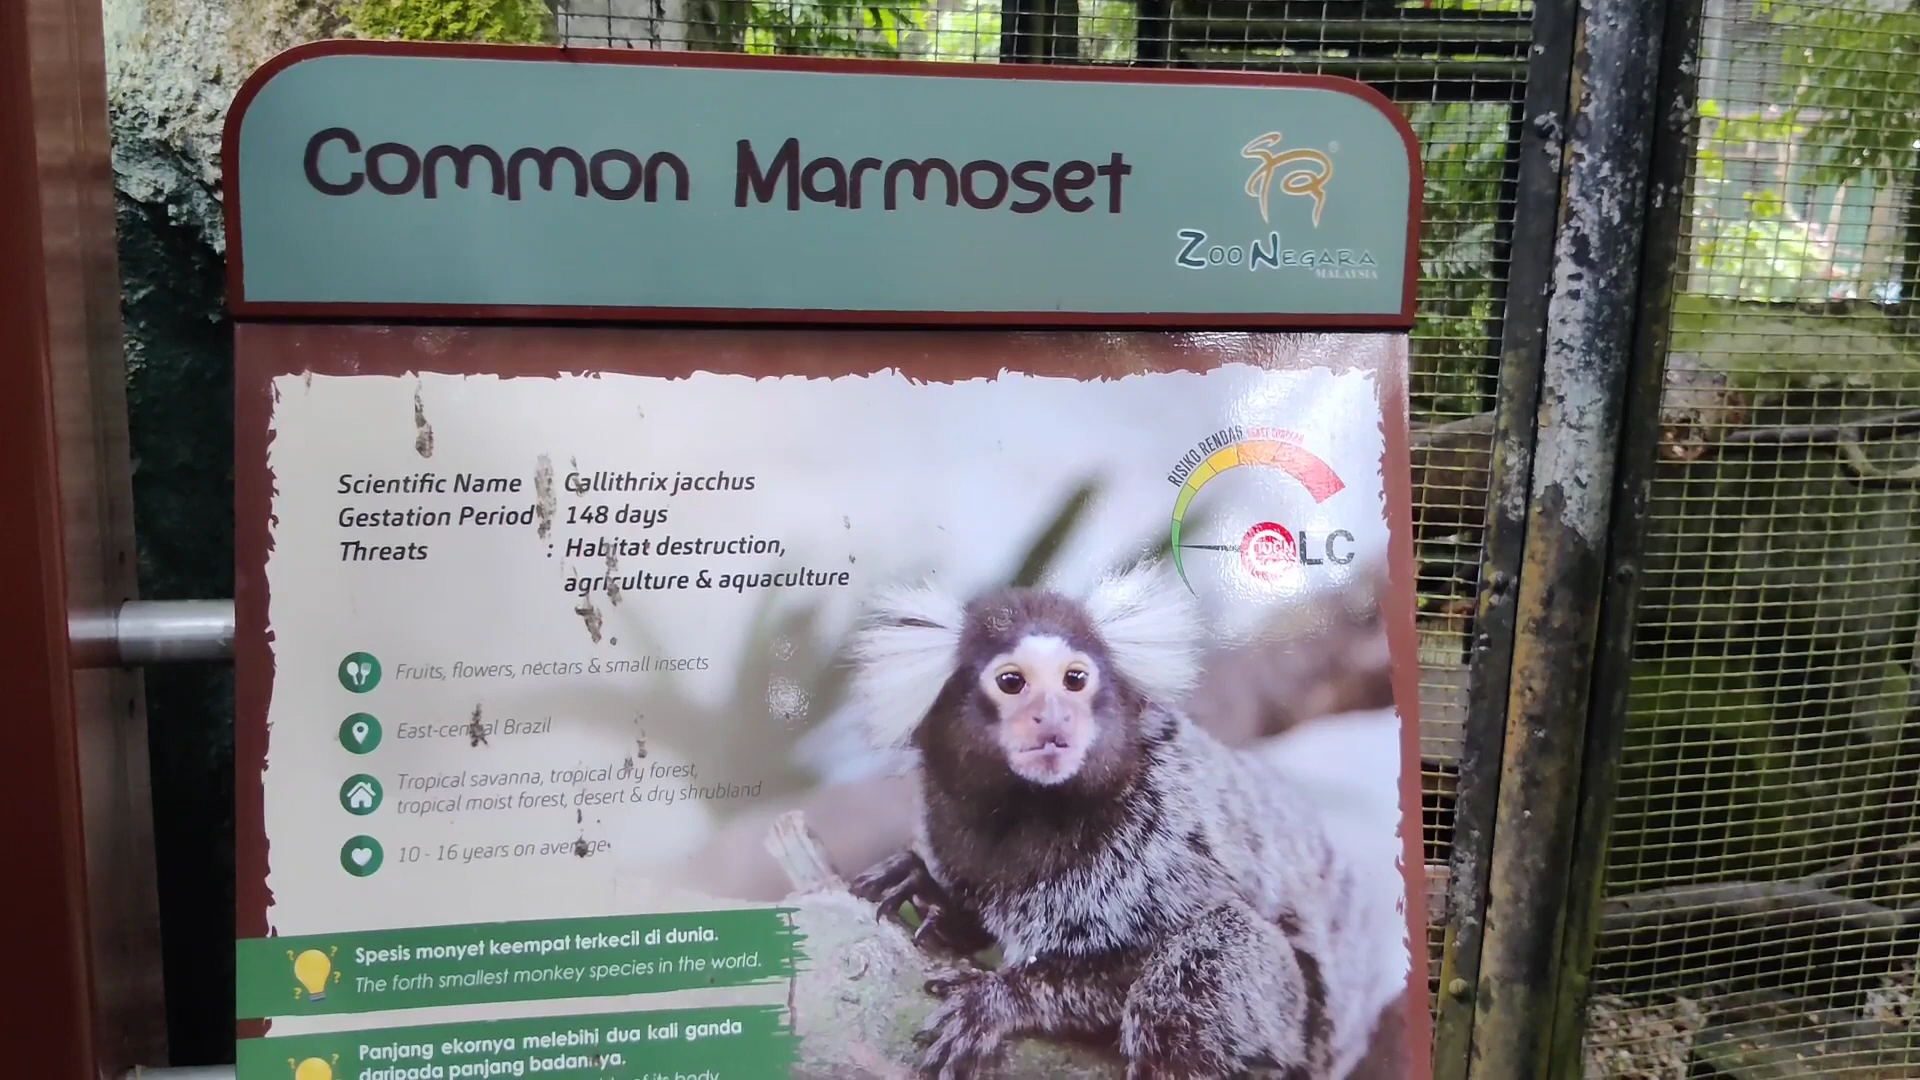 Common Marmoset
ZOO NEGARA
MALAYSIA
RISIKO RENDAH
Scientific Name : Callithrix jacchus
Gestation Period : 148 days
Threats : Habitat destruction,
agriculture & aquaculture
LC
Fruits, flowers, nectars & small insects
East-central Brazil
Tropical savanna, tropical dry forest,
tropical moist forest, desert & dry shrubland
10 - 16 years on average
Spesis monyet keempat terkecil di dunia.
The forth smallest monkey species in the world.
Panjang ekornya melebihi dua kali ganda
daripada panjang badannya.
of its body